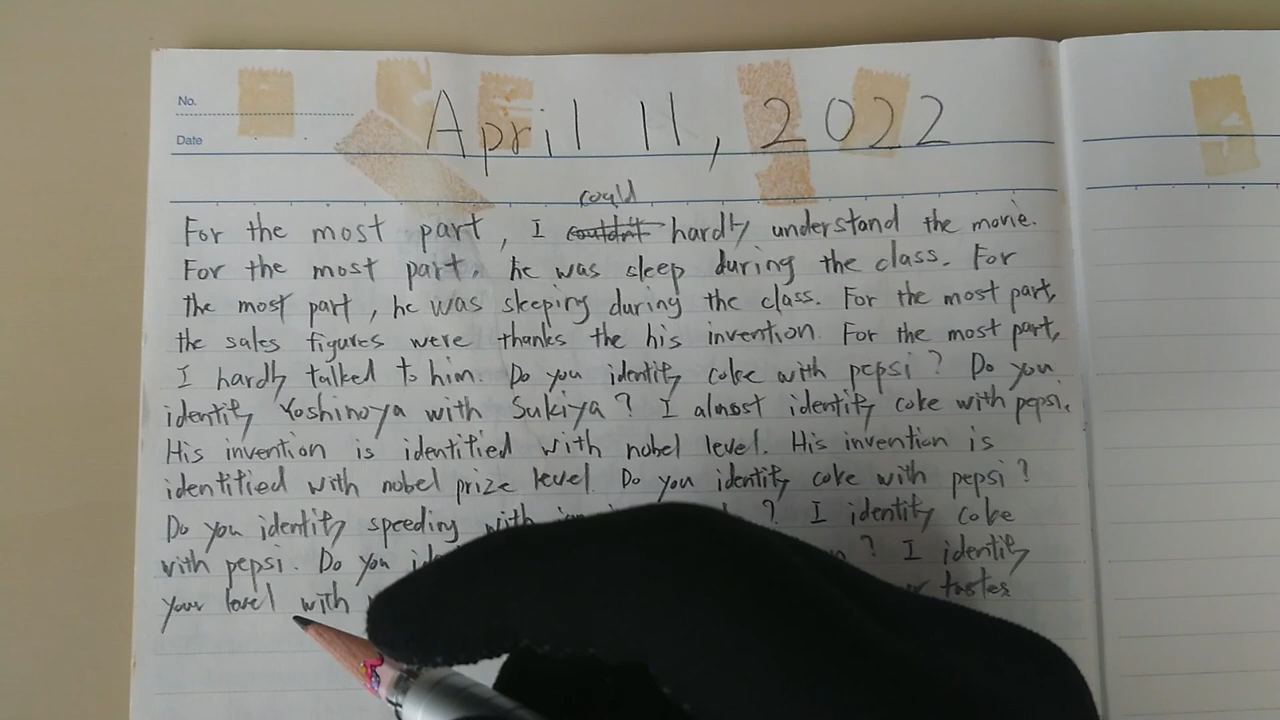 No.
Date
April 11, 2022
could
For the most part, I couldn't hardly understand the movie.
For the most part, he was sleep during the class. For
the most part, he was sleeping during the class. For the most part,
the sales figures were thanks the his invention. For the most part,
I hardly talked to him. Do you identify coke with pepsi? Do you
identify Yoshinoya with Sukiya? I almost identify coke with pepsi.
His invention is identified with nobel level. His invention is
identified with nobel prize level. Do you identify coke with pepsi?
Do you identify speeding with ? I identify coke
with pepsi. Do you ? I identify
your level with tastes